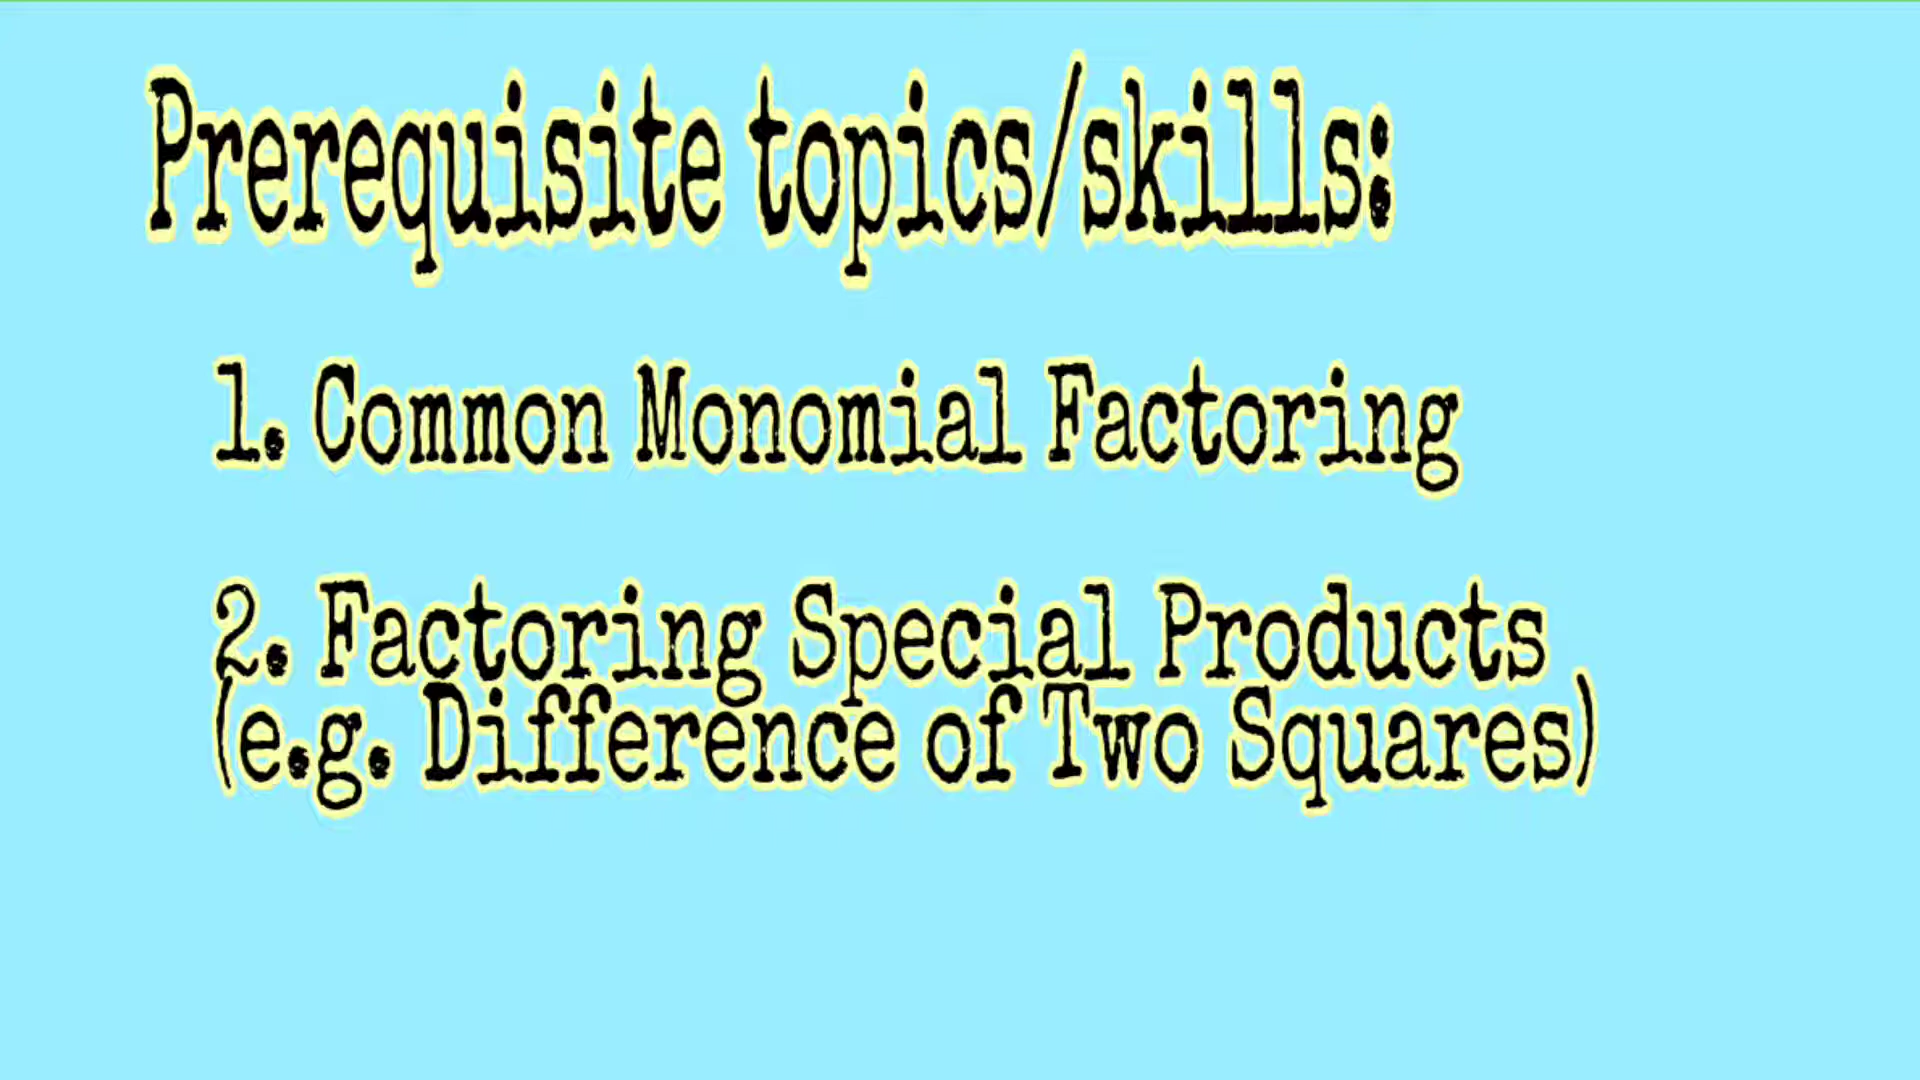 Prerequisite topics/skills:
1. Common Monomial Factoring
2. Factoring Special Products
(e.g. Difference of Two Squares)